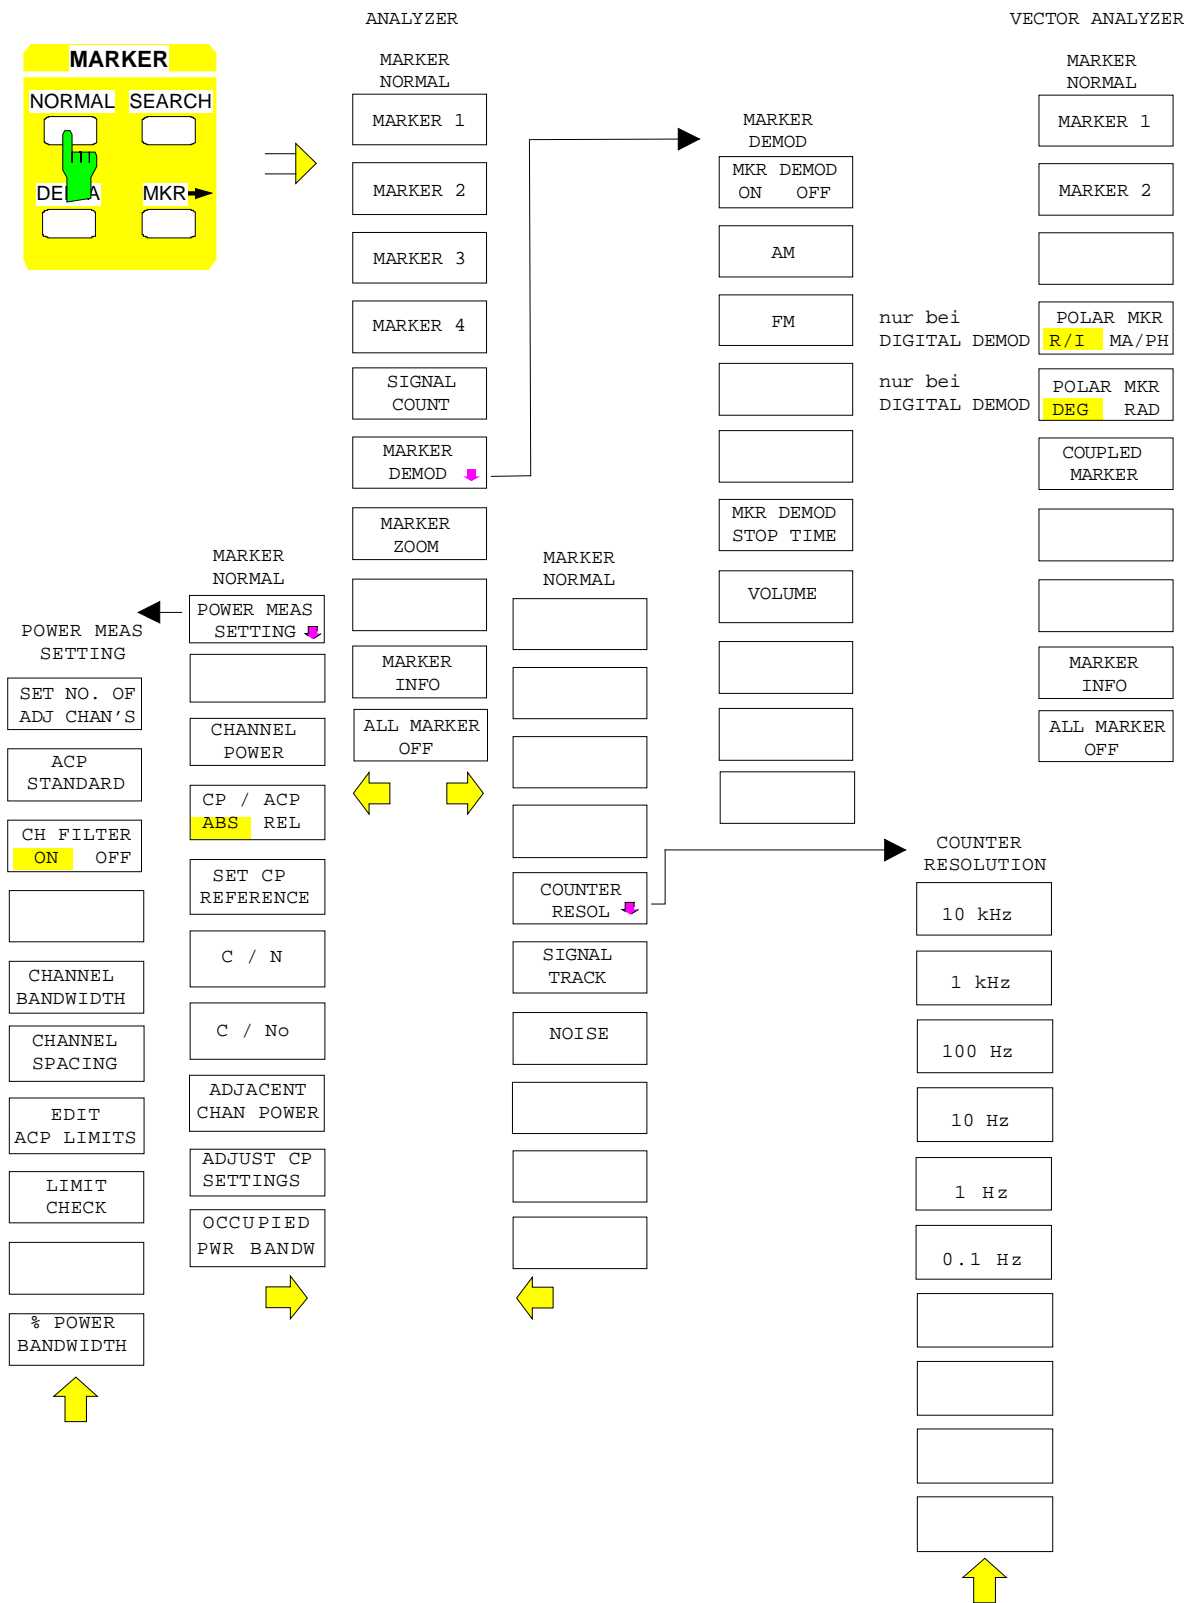 ANALYZER
VECTOR ANALYZER
MARKER
NORMAL
SEARCH
MKR
MARKER
NORMAL
MARKER 1
MARKER 2
MARKER 3
MARKER 4
SIGNAL
COUNT
MARKER
DEMOD
MARKER
ZOOM
MARKER
INFO
ALL MARKER
OFF
MARKER
DEMOD
MKR DEMOD
ON OFF
AM
FM
MKR DEMOD
STOP TIME
VOLUME
MARKER
NORMAL
MARKER 1
MARKER 2
nur bei
DIGITAL DEMOD
POLAR MKR
R/I MA/PH
nur bei
DIGITAL DEMOD
POLAR MKR
DEG RAD
COUPLED
MARKER
MARKER
INFO
ALL MARKER
OFF
POWER MEAS
SETTING
SET NO. OF
ADJ CHAN'S
ACP
STANDARD
CH FILTER
ON OFF
CHANNEL
BANDWIDTH
CHANNEL
SPACING
EDIT
ACP LIMITS
LIMIT
CHECK
% POWER
BANDWIDTH
MARKER
NORMAL
POWER MEAS
SETTING
CHANNEL
POWER
CP / ACP
ABS REL
SET CP
REFERENCE
C / N
C / No
ADJACENT
CHAN POWER
ADJUST CP
SETTINGS
OCCUPIED
PWR BANDW
MARKER
NORMAL
COUNTER
RESOL
SIGNAL
TRACK
NOISE
COUNTER
RESOLUTION
10 kHz
1 kHz
100 Hz
10 Hz
1 Hz
0.1 Hz